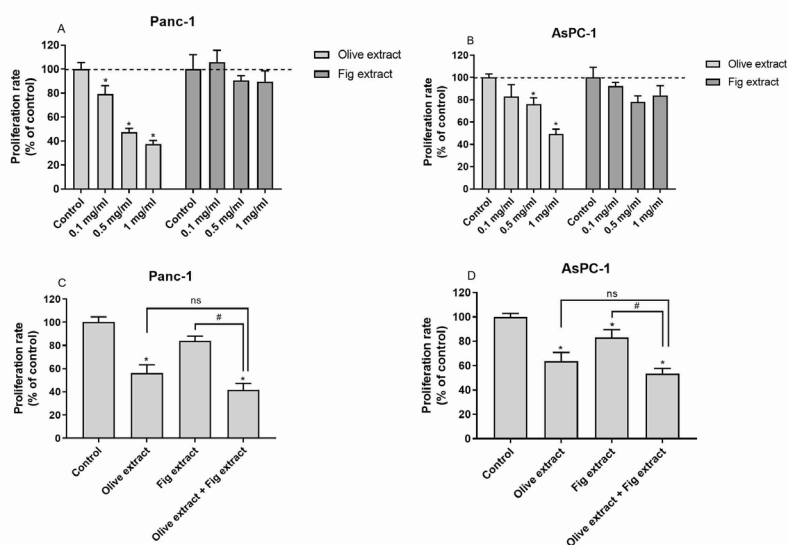 A
Panc-1
Proliferation rate
(% of control)
120
100
80
60
40
20
0
*
*
*
Control
0.1 mg/ml
0.5 mg/ml
1 mg/ml
Control
0.1 mg/ml
0.5 mg/ml
1 mg/ml
Olive extract
Fig extract
B
AsPC-1
Proliferation rate
(% of control)
120
100
80
60
40
20
0
*
*
Control
0.1 mg/ml
0.5 mg/ml
1 mg/ml
Control
0.1 mg/ml
0.5 mg/ml
1 mg/ml
Olive extract
Fig extract
C
Panc-1
Proliferation rate
(% of control)
120
100
80
60
40
20
0
ns
#
*
*
Control
Olive extract
Fig extract
Olive extract + Fig extract
D
AsPC-1
Proliferation rate
(% of control)
120
100
80
60
40
20
0
ns
#
*
*
*
Control
Olive extract
Fig extract
Olive extract + Fig extract